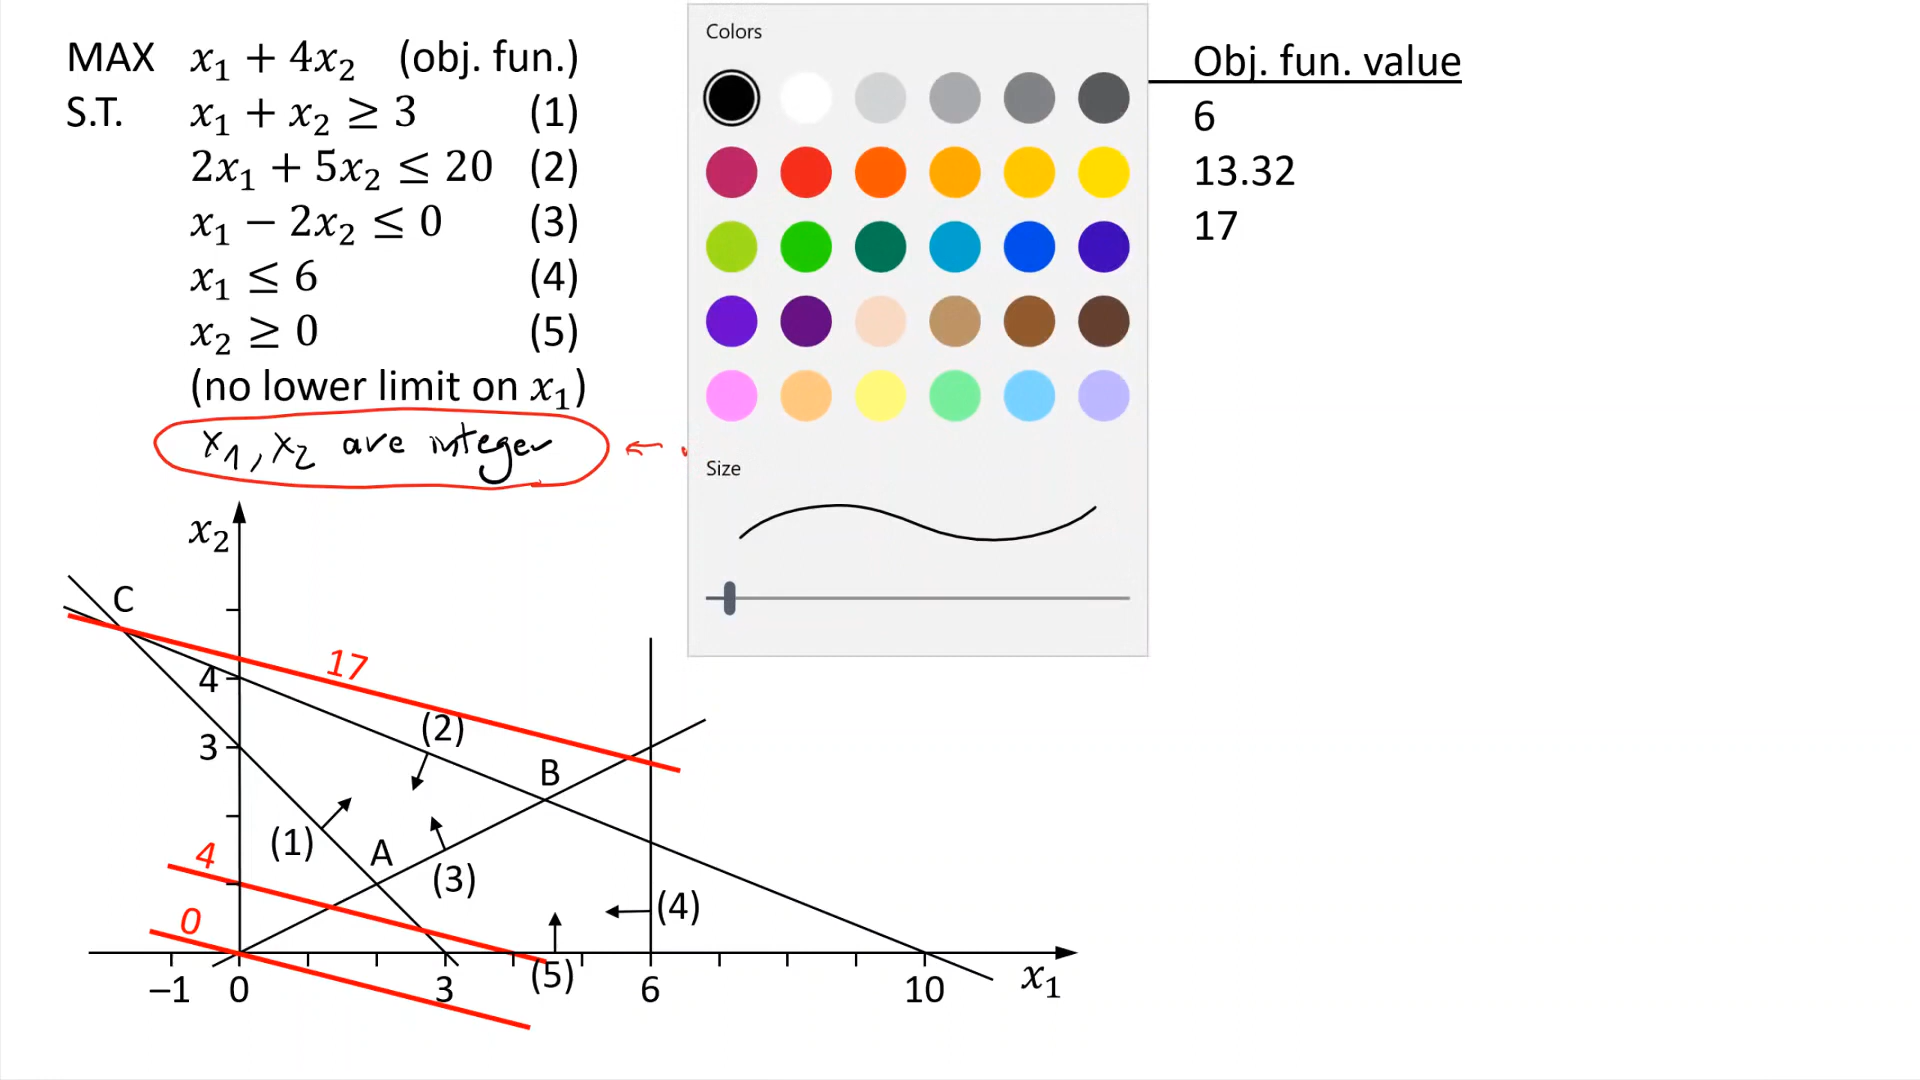 MAX x₁ + 4x₂ (obj. fun.)
S.T. x₁ + x₂ ≥ 3 (1)
2x₁ + 5x₂ ≤ 20 (2)
x₁ − 2x₂ ≤ 0 (3)
x₁ ≤ 6 (4)
x₂ ≥ 0 (5)
(no lower limit on x₁)
x₁, x₂ are integer
Colors
Size
Obj. fun. value
6
13.32
17
x₂
C
17
4
(2)
3
B
(1)
A
4
(3)
(4)
0
(5)
–1 0 3 6 10 x₁